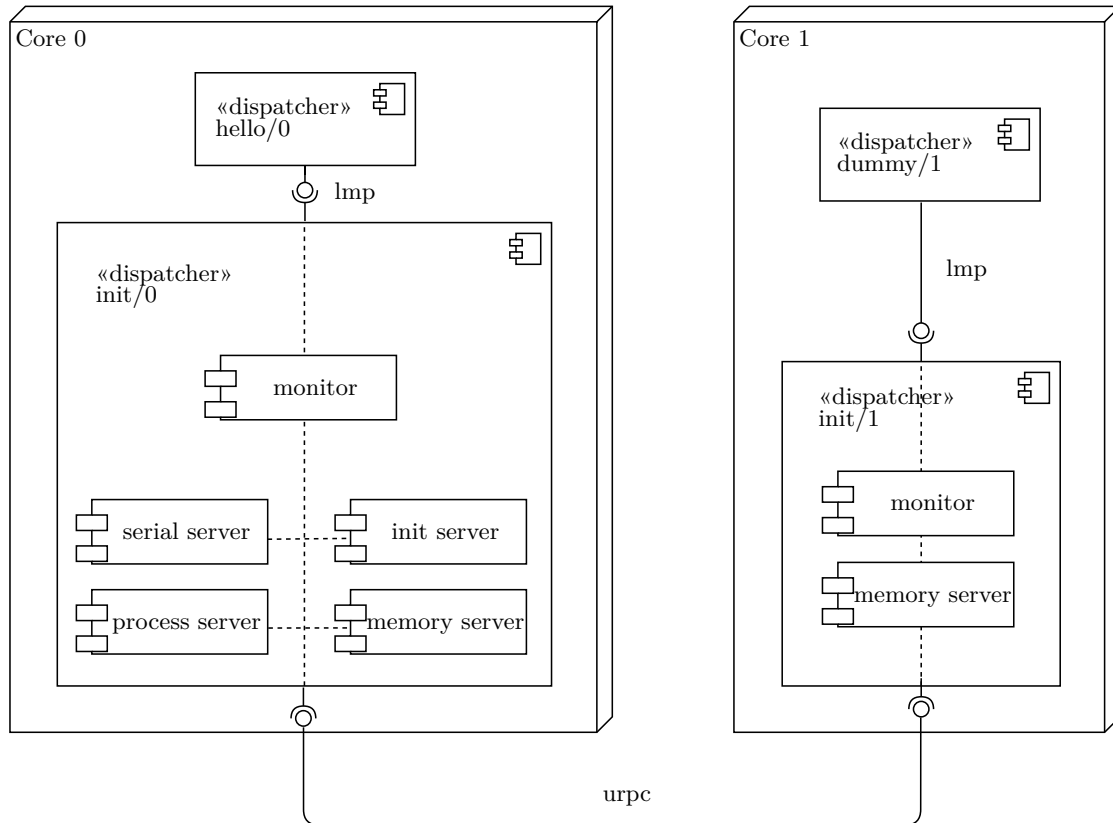 Core 0
«dispatcher»
hello/0
lmp
«dispatcher»
init/0
monitor
serial server
init server
process server
memory server
Core 1
«dispatcher»
dummy/1
lmp
«dispatcher»
init/1
monitor
memory server
urpc